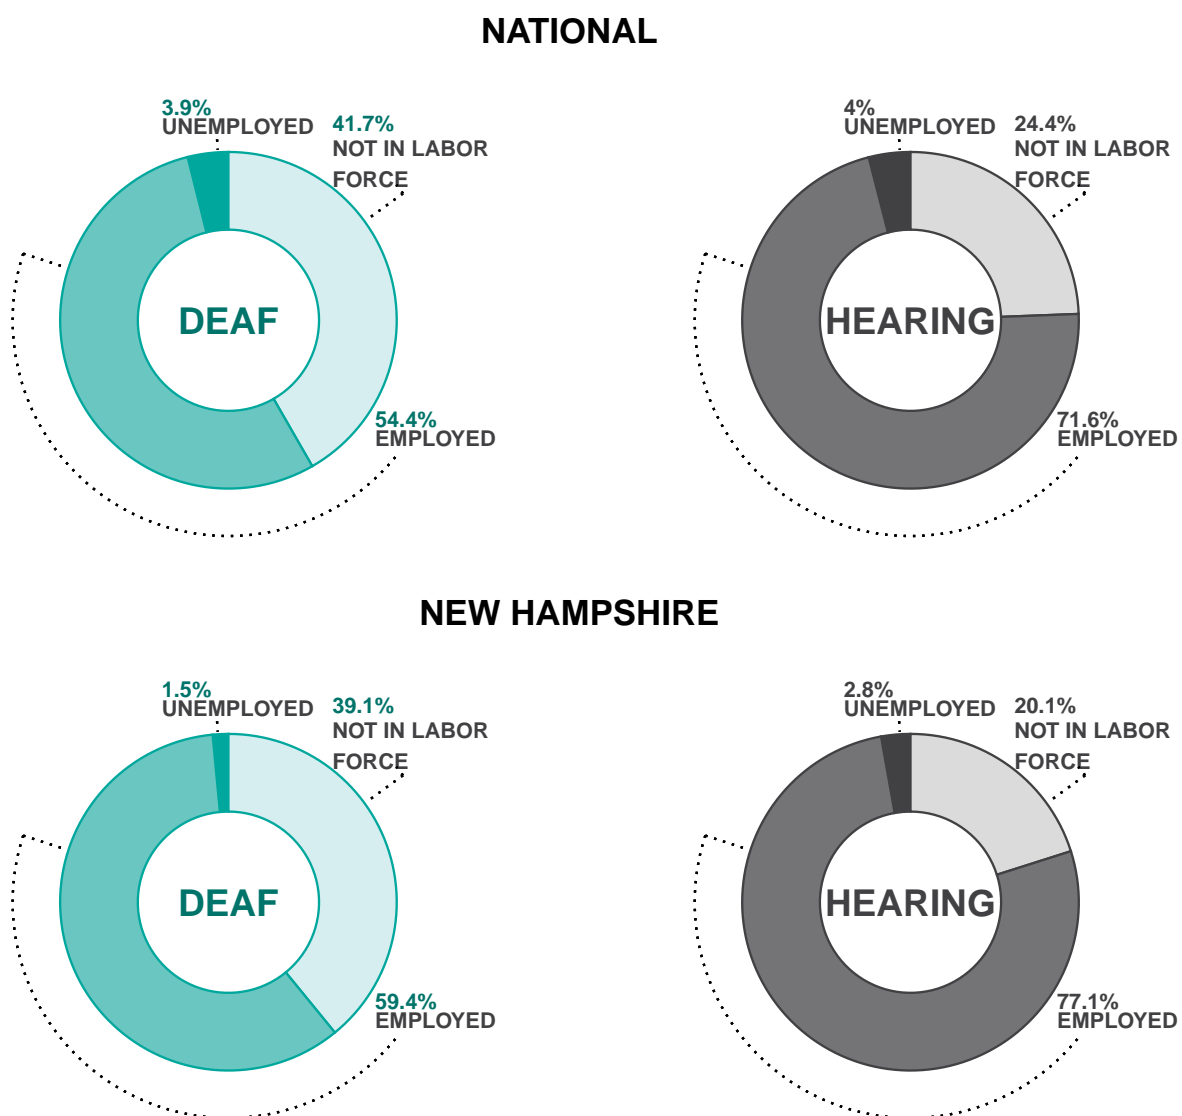 NATIONAL
3.9%
UNEMPLOYED
41.7%
NOT IN LABOR
FORCE
DEAF
54.4%
EMPLOYED
4%
UNEMPLOYED
24.4%
NOT IN LABOR
FORCE
HEARING
71.6%
EMPLOYED
NEW HAMPSHIRE
1.5%
UNEMPLOYED
39.1%
NOT IN LABOR
FORCE
DEAF
59.4%
EMPLOYED
2.8%
UNEMPLOYED
20.1%
NOT IN LABOR
FORCE
HEARING
77.1%
EMPLOYED